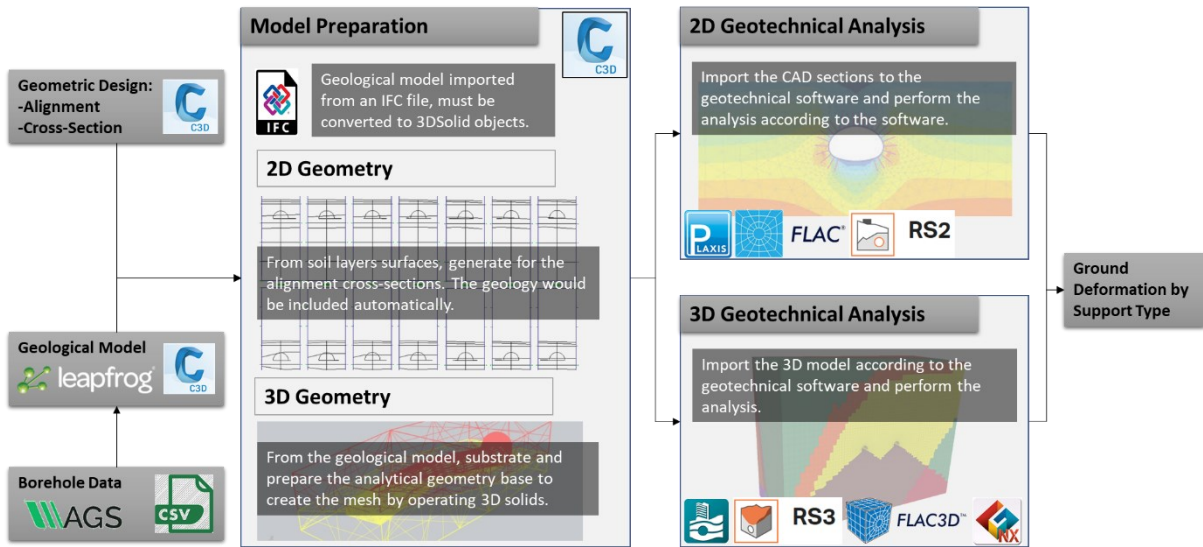 Geometric Design:
-Alignment
-Cross-Section
C3D
Geological Model
leapfrog
C3D
Borehole Data
AGS
CSV
Model Preparation
C3D
IFC
Geological model imported
from an IFC file, must be
converted to 3DSolid objects.
2D Geometry
From soil layers surfaces, generate for the
alignment cross-sections. The geology would
be included automatically.
3D Geometry
From the geological model, substrate and
prepare the analytical geometry base to
create the mesh by operating 3D solids.
2D Geotechnical Analysis
Import the CAD sections to the
geotechnical software and perform the
analysis according to the software.
PLAXIS
FLAC®
RS2
3D Geotechnical Analysis
Import the 3D model according to the
geotechnical software and perform the
analysis.
RS3
FLAC3D™
NX
Ground
Deformation by
Support Type